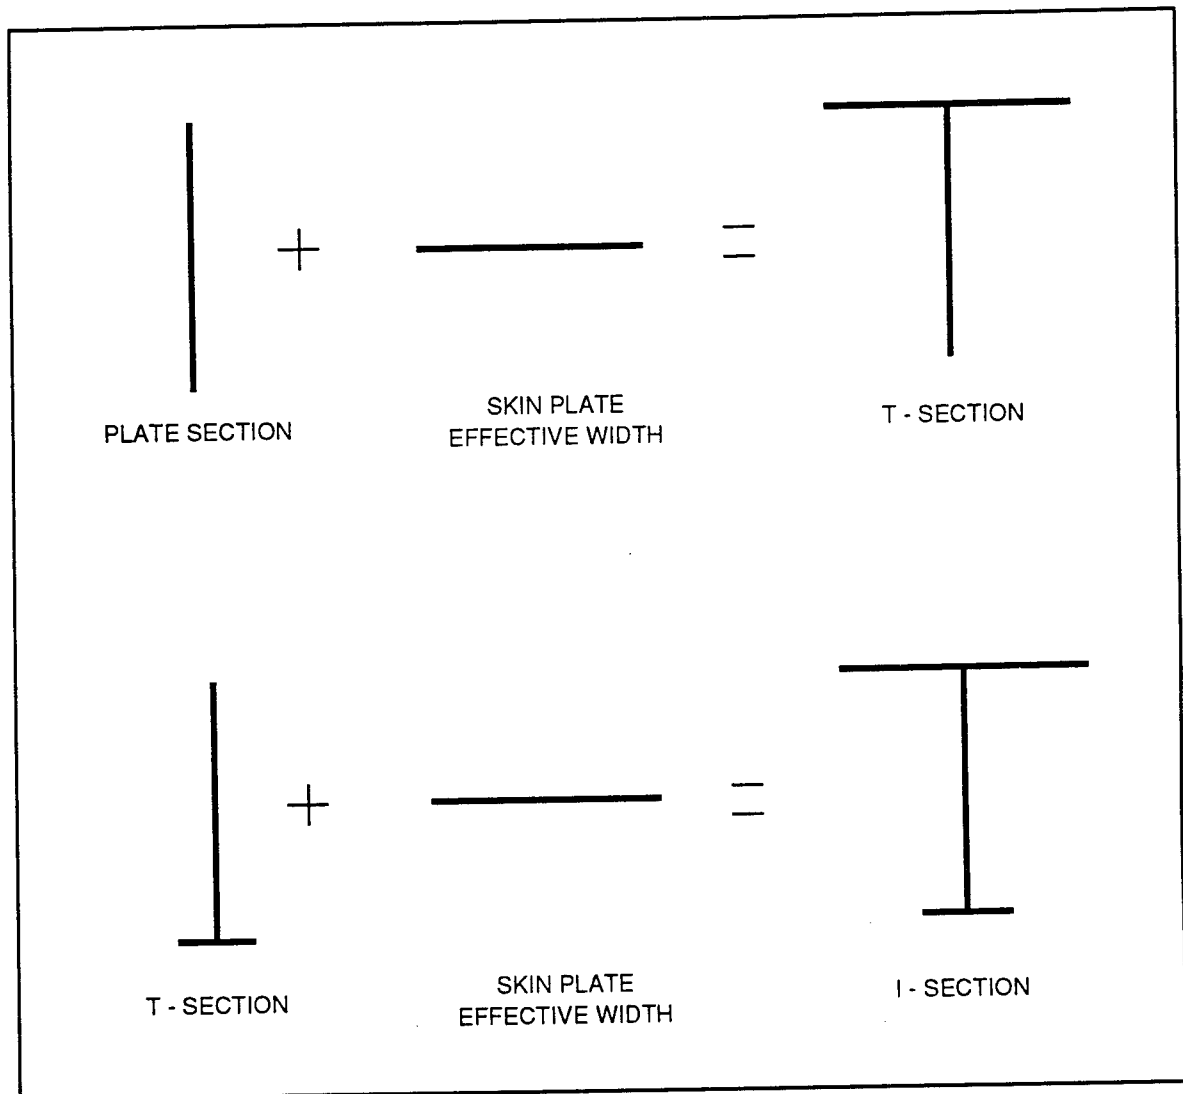 PLATE SECTION
SKIN PLATE
EFFECTIVE WIDTH
T - SECTION
T - SECTION
SKIN PLATE
EFFECTIVE WIDTH
I - SECTION